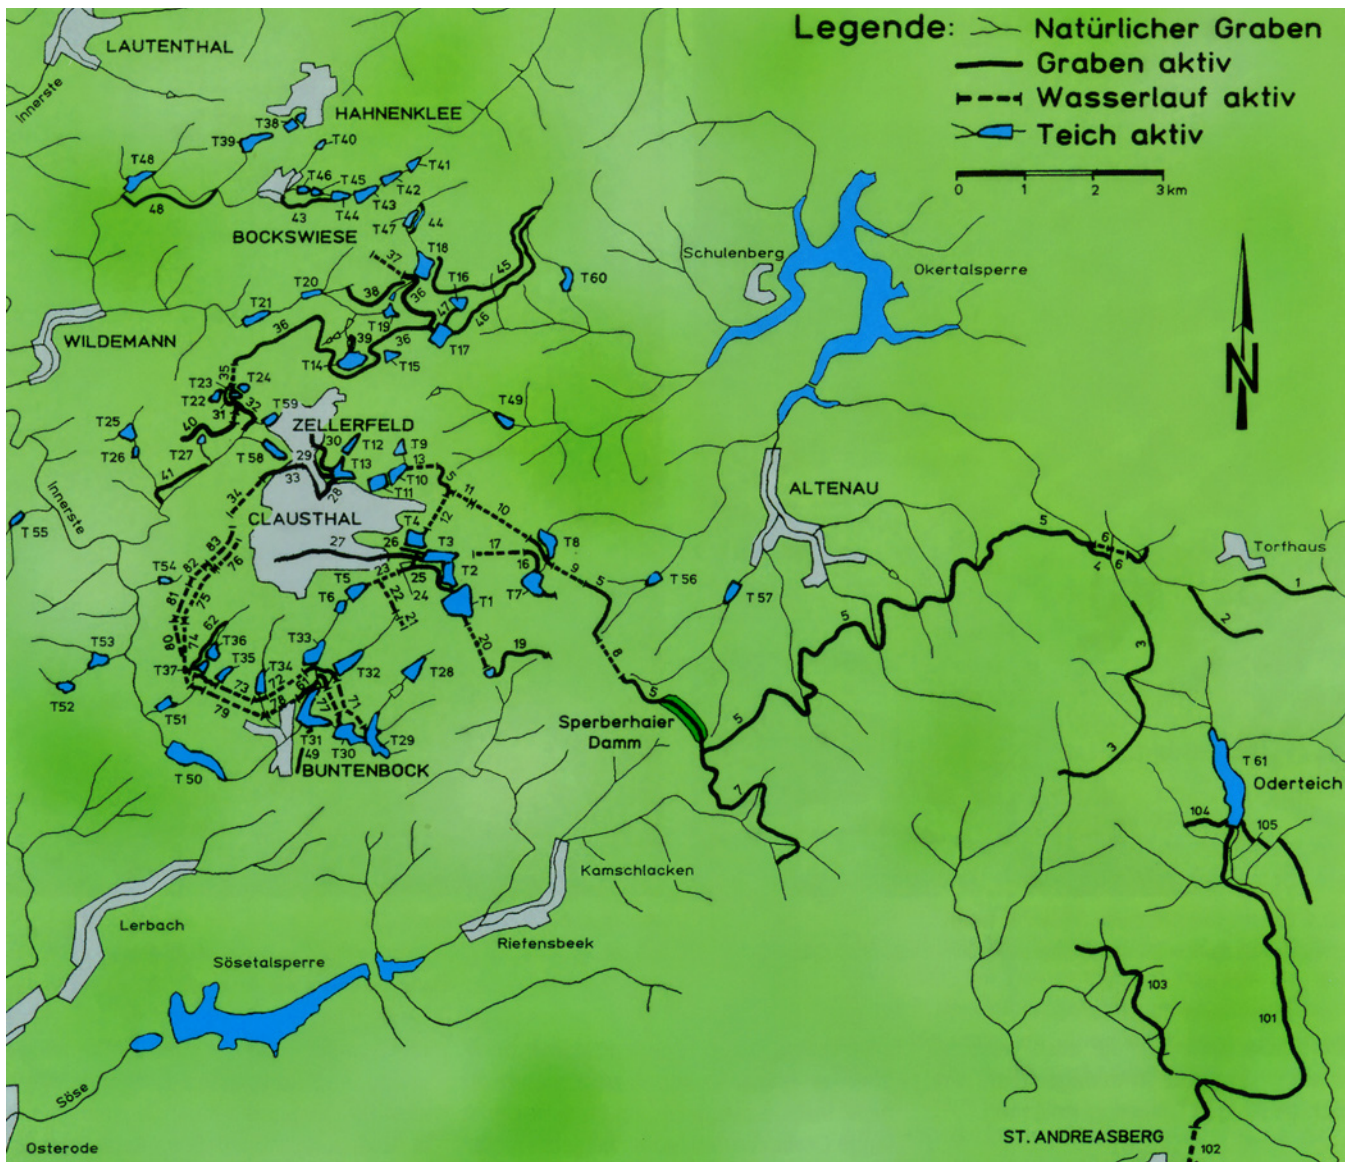 Legende:
Natürlicher Graben
Graben aktiv
Wasserlauf aktiv
Teich aktiv
0 1 2 3 km
N
LAUTENTHAL
Innerste
T38
HAHNENKLEE
T39
T40
T48
T46
T45
T41
T42
T43
T44
48
43
T47
44
BOCKSWIESE
37
T18
T16
45
T60
Schulenberg
Okertalsperre
T20
38
36
T21
47
46
T19
36
39
36
T17
WILDEMANN
T14
T15
35
T23
T24
T22
32
31
T59
T49
T25
40
ZELLERFELD
T26
T27
30
T12
T9
T58
29
T13
13
41
33
28
T10
T11
5
11
Innerste
34
ALTENAU
T55
CLAUSTHAL
T4
12
10
5
83
27
26
T3
17
T8
6
Torfhaus
76
82
T54
T5
23
25
T2
16
9
5
T56
4
6
1
81
75
T6
22
24
T1
T7
T57
2
62
21
80
74
T36
T33
20
19
5
3
T53
T37
T35
T34
T32
T28
8
73
72
T52
T51
79
78
67
77
71
5
Sperberhaier
Damm
5
3
T31
T30
T29
T50
49
BUNTENBOCK
T61
Oderteich
7
104
105
Kamschlacken
Lerbach
Riefensbeek
Sösetalsperre
103
101
Söse
Osterode
ST. ANDREASBERG
102